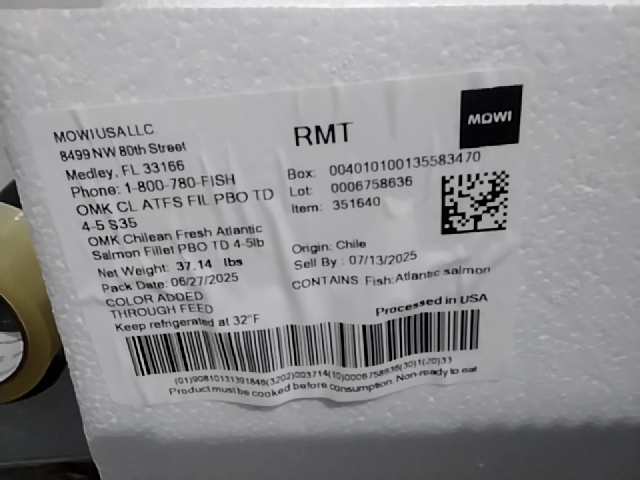 MOWI USA LLC
8499 NW 80th Street
Medley, FL 33166
Phone: 1-800-780-FISH
OMK CL ATFS FIL PBO TD
4-5 S35
OMK Chilean Fresh Atlantic
Salmon Fillet PBO TD 4-5lb
Net Weight: 37.14 lbs
Pack Date: 06/27/2025
COLOR ADDED
THROUGH FEED
Keep refrigerated at 32°F
RMT
MOWI
Box: 004010100135583470
Lot: 0006758636
Item: 351640
Origin: Chile
Sell By : 07/13/2025
CONTAINS: Fish:Atlantic salmon
Processed in USA
Product must be cooked before consumption. Non-ready to eat